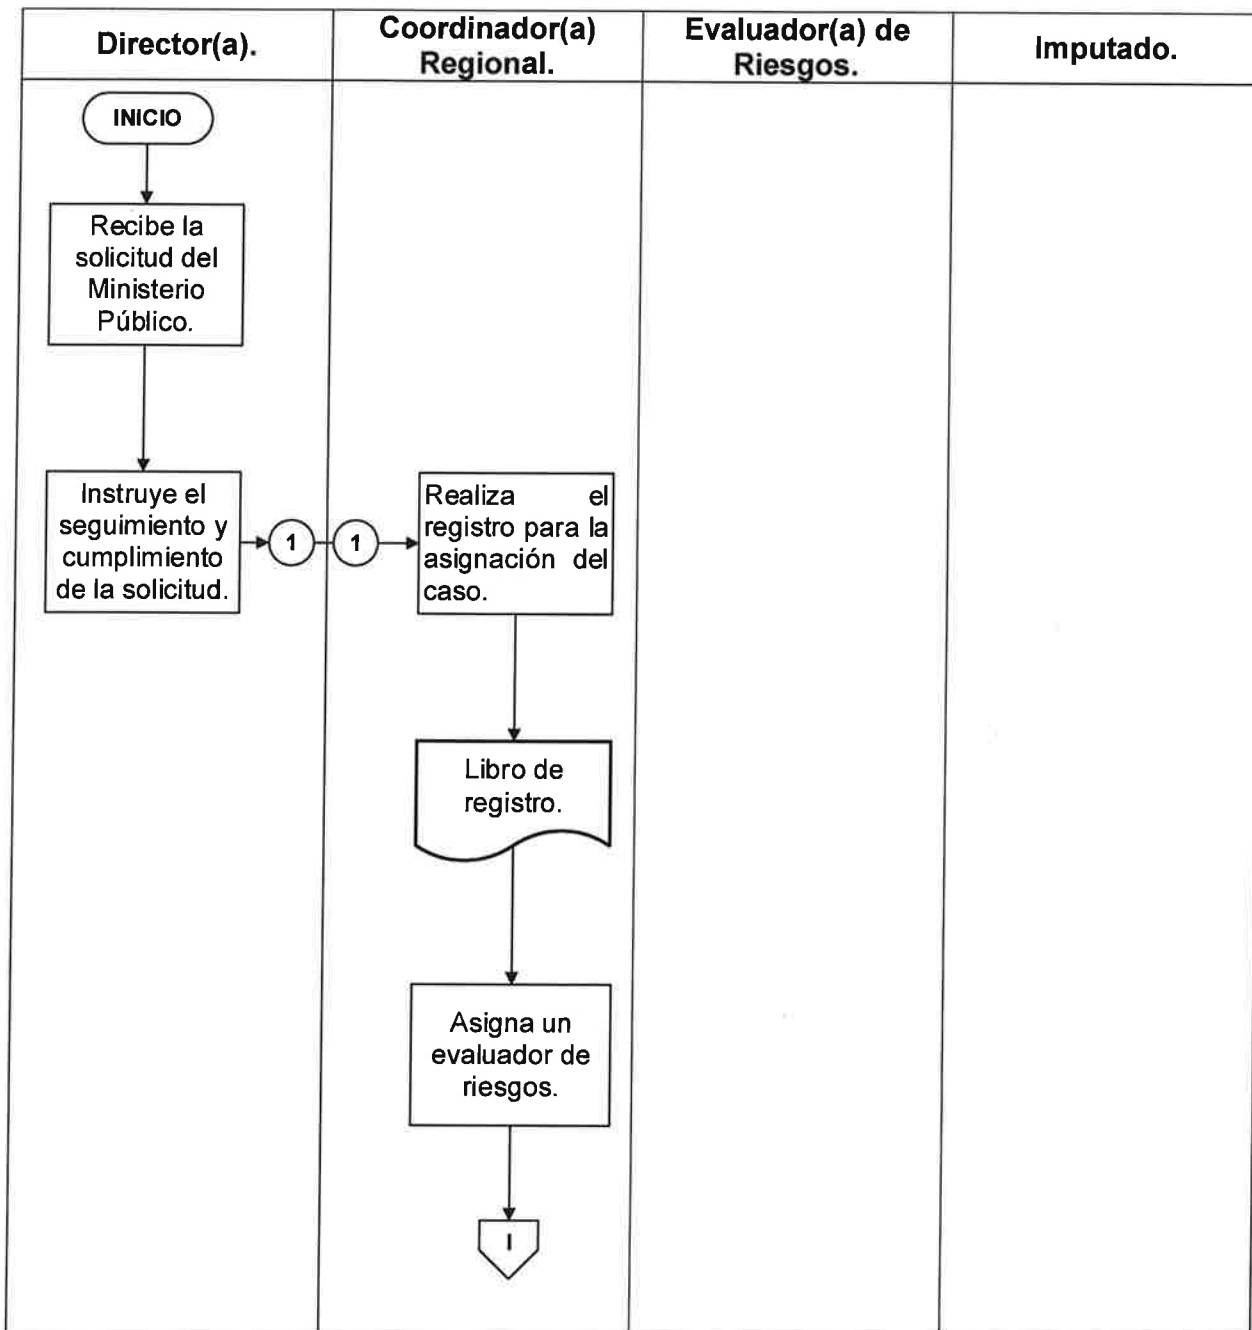 Director(a).
Coordinador(a)
Regional.
Evaluador(a) de
Riesgos.
Imputado.
INICIO
Recibe la
solicitud del
Ministerio
Público.
Instruye el
seguimiento y
cumplimiento
de la solicitud.
1
1
Realiza el
registro para la
asignación del
caso.
Libro de
registro.
Asigna un
evaluador de
riesgos.
I